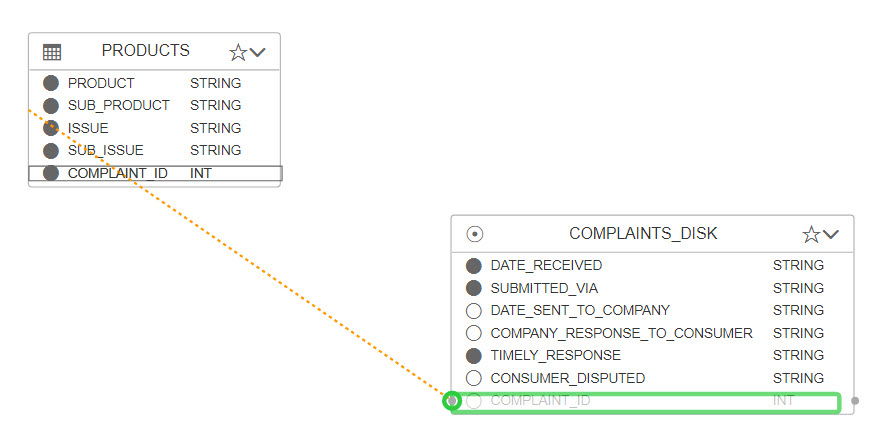 PRODUCTS
PRODUCT STRING
SUB_PRODUCT STRING
ISSUE STRING
SUB_ISSUE STRING
COMPLAINT_ID INT
COMPLAINTS_DISK
DATE_RECEIVED STRING
SUBMITTED_VIA STRING
DATE_SENT_TO_COMPANY STRING
COMPANY_RESPONSE_TO_CONSUMER STRING
TIMELY_RESPONSE STRING
CONSUMER_DISPUTED STRING
COMPLAINT_ID INT